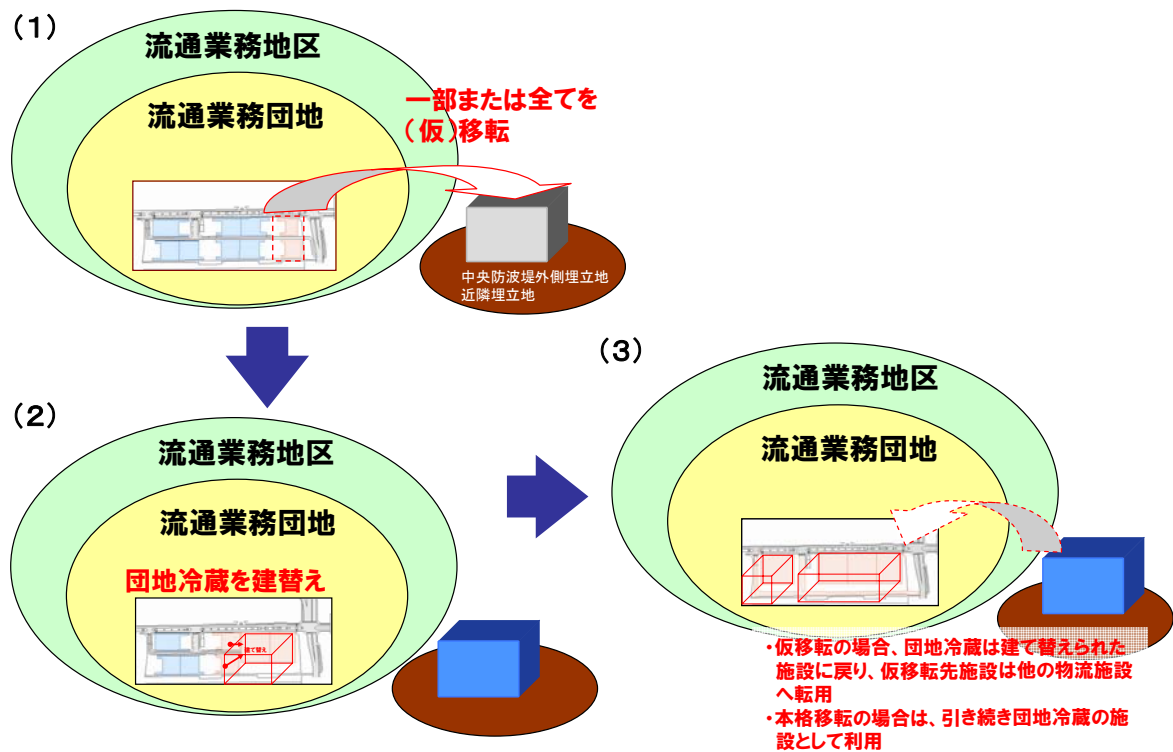 (1)
流通業務地区
流通業務団地
一部または全てを
(仮)移転
中央防波堤外側埋立地
近隣埋立地
(2)
流通業務地区
流通業務団地
団地冷蔵を建替え
建て替え
(3)
流通業務地区
流通業務団地
・仮移転の場合、団地冷蔵は建て替えられた
施設に戻り、仮移転先施設は他の物流施設
へ転用
・本格移転の場合は、引き続き団地冷蔵の施
設として利用